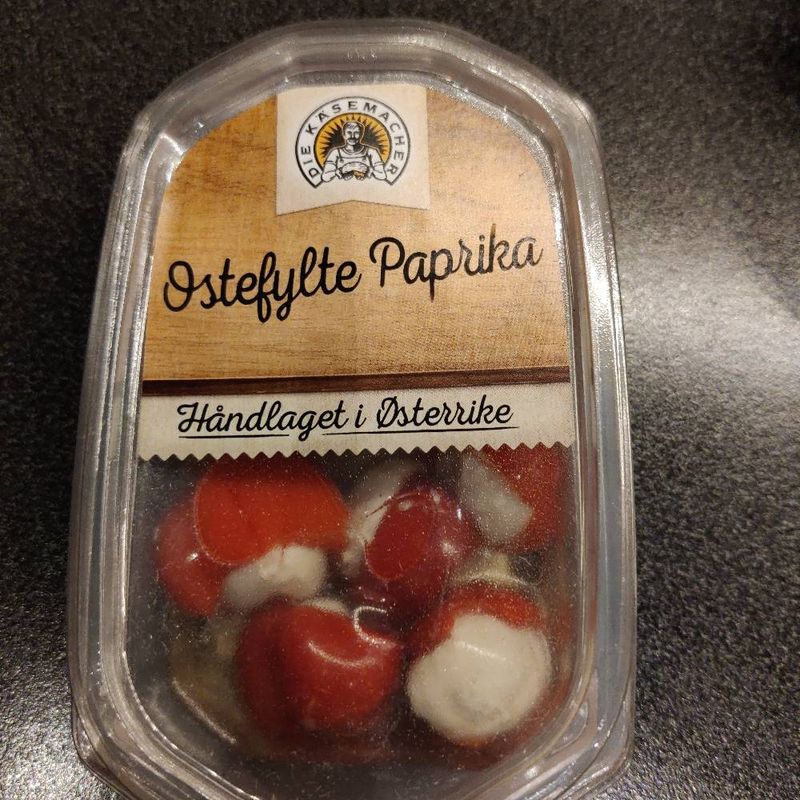 DIE KÄSEMACHER
Ostefylte Paprika
Håndlaget i Østerrike